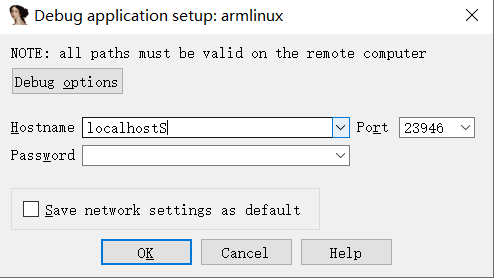 Debug application setup: armlinux
NOTE: all paths must be valid on the remote computer
Debug options
Hostname localhostS Port 23946
Password
Save network settings as default
OK Cancel Help